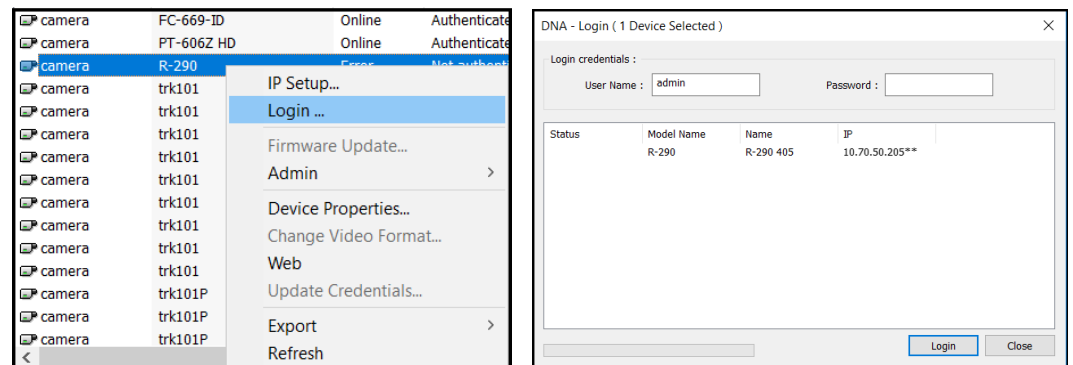 camera FC-669-ID Online Authenticate
camera PT-606Z HD Online Authenticate
camera R-290 Error Not authenti
camera trk101
camera trk101
camera trk101
camera trk101
camera trk101
camera trk101
camera trk101
camera trk101
camera trk101
camera trk101P
camera trk101P
camera trk101P
IP Setup...
Login ...
Firmware Update...
Admin >
Device Properties...
Change Video Format...
Web
Update Credentials...
Export >
Refresh
DNA - Login ( 1 Device Selected )
Login credentials :
User Name : admin Password :
Status Model Name Name IP
R-290 R-290 405 10.70.50.205**
Login Close